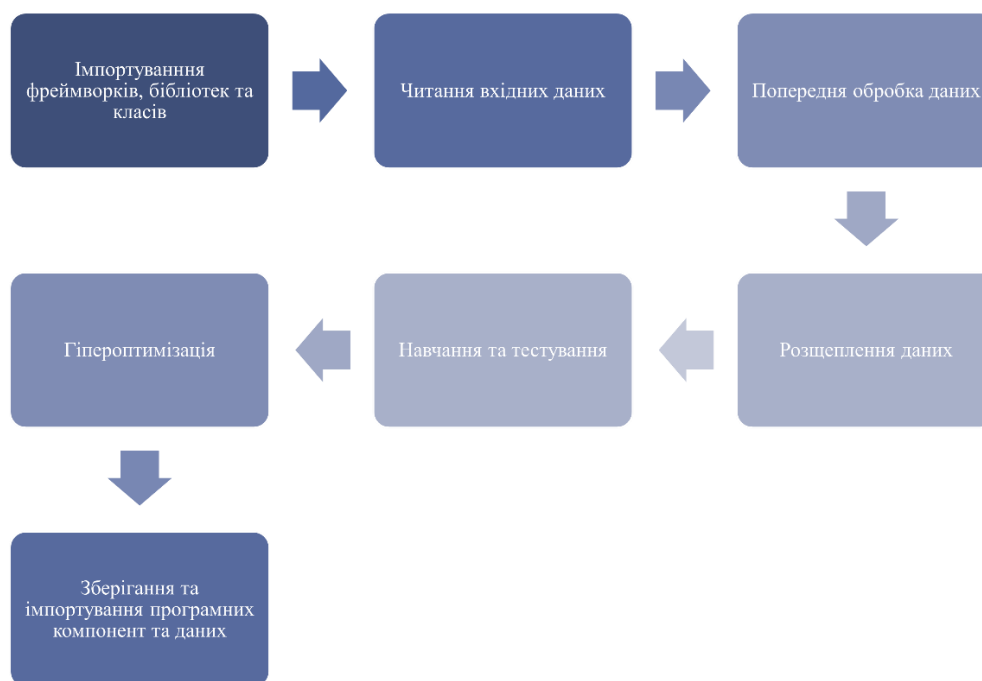 Імпортуванння
фреймворків, бібліотек та
класів
Читання вхідних даних
Попередня обробка даних
Розщеплення даних
Навчання та тестування
Гіпероптимізація
Зберігання та
імпортування програмних
компонент та даних